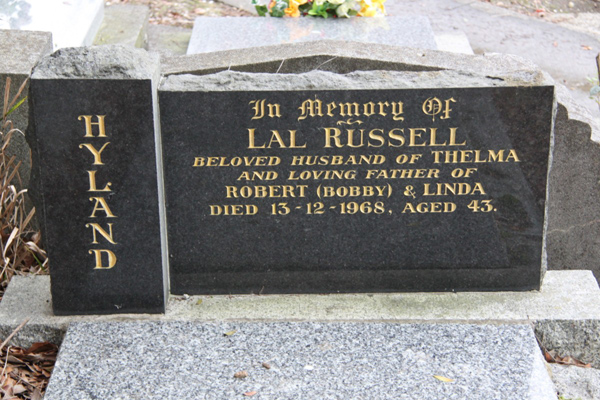 HYLAND
In Memory Of
LAL RUSSELL
BELOVED HUSBAND OF THELMA
AND LOVING FATHER OF
ROBERT (BOBBY) & LINDA
DIED 13-12-1968, AGED 43.